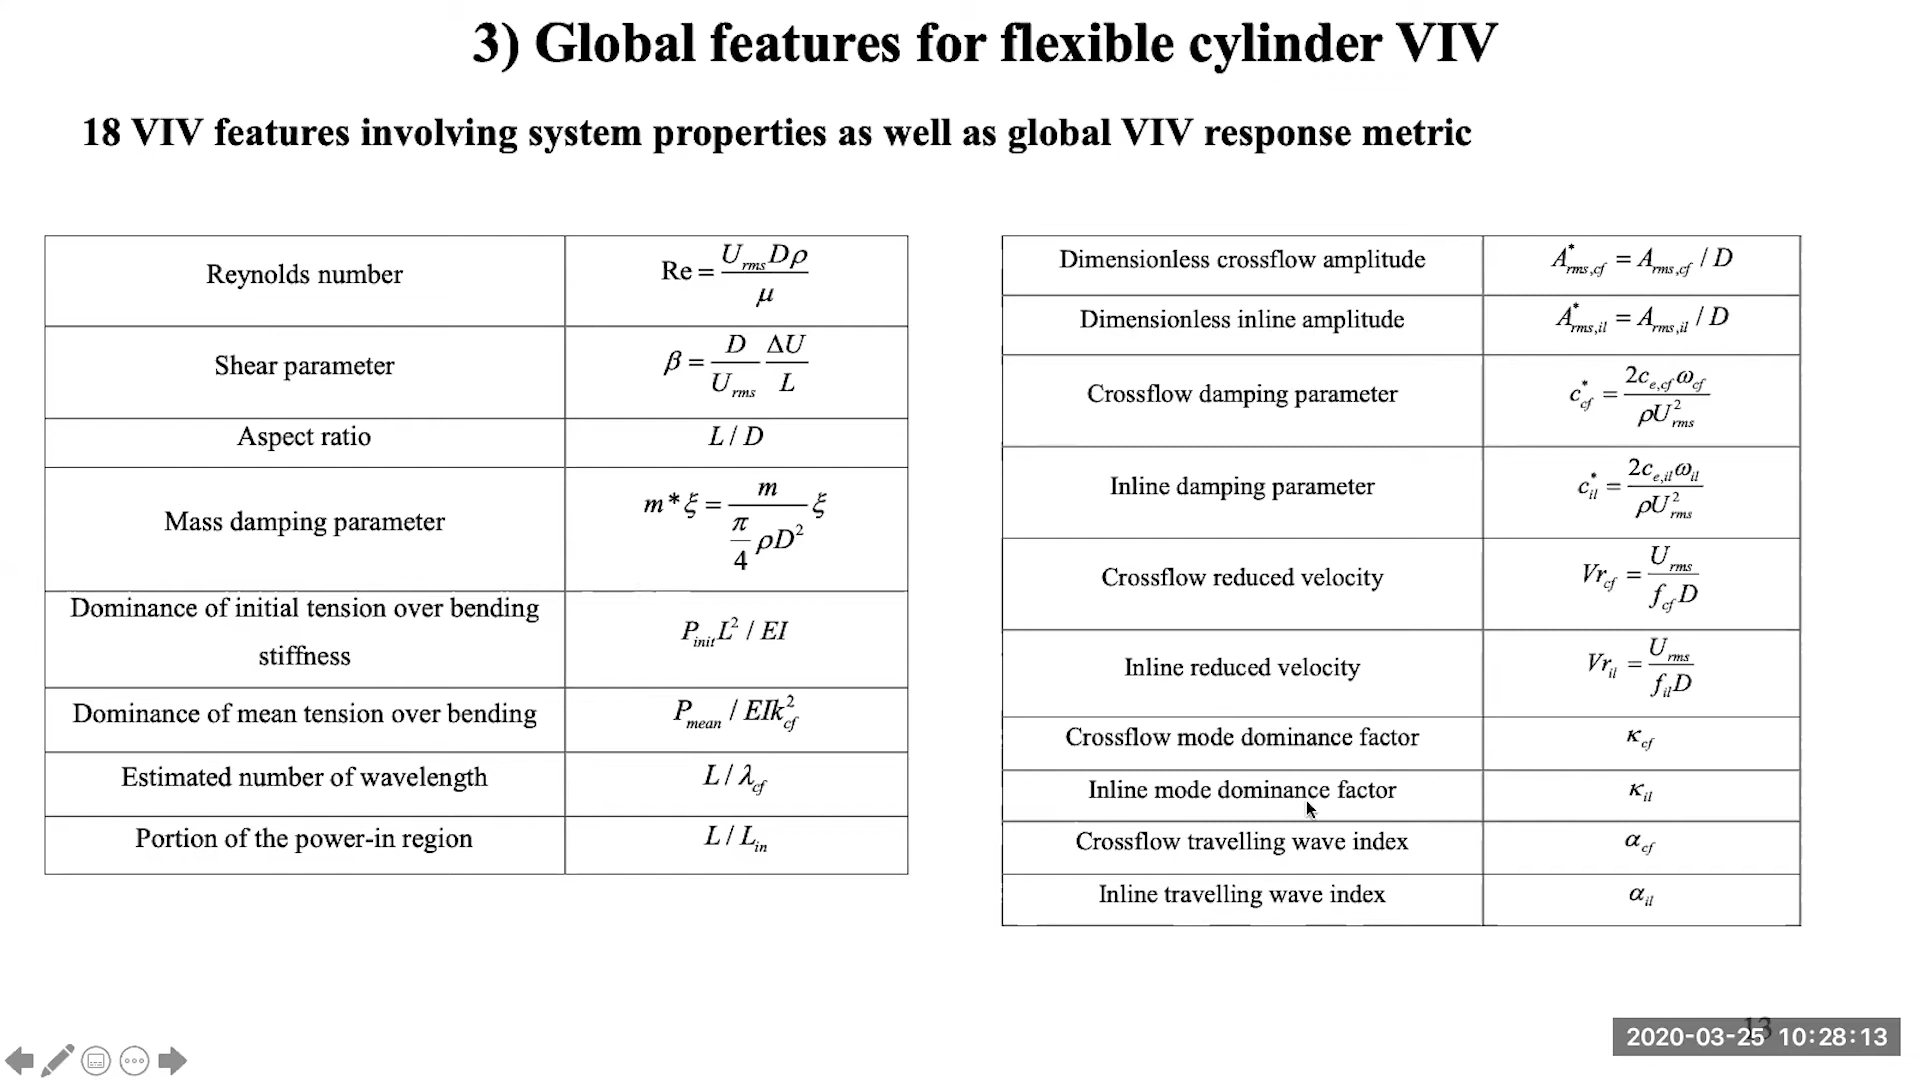 3) Global features for flexible cylinder VIV
18 VIV features involving system properties as well as global VIV response metric
Reynolds number Re = U_rms Dρ / μ
Shear parameter β = D / U_rms ΔU / L
Aspect ratio L / D
Mass damping parameter m*ξ = m / (π/4 ρD²) ξ
Dominance of initial tension over bending
stiffness P_init L² / EI
Dominance of mean tension over bending P_mean / EIk_cf²
Estimated number of wavelength L / λ_cf
Portion of the power-in region L / L_in
Dimensionless crossflow amplitude A*_rms,cf = A_rms,cf / D
Dimensionless inline amplitude A*_rms,il = A_rms,il / D
Crossflow damping parameter c*_cf = 2c_e,cf ω_cf / ρU²_rms
Inline damping parameter c*_il = 2c_e,il ω_il / ρU²_rms
Crossflow reduced velocity Vr_cf = U_rms / f_cf D
Inline reduced velocity Vr_il = U_rms / f_il D
Crossflow mode dominance factor κ_cf
Inline mode dominance factor κ_il
Crossflow travelling wave index α_cf
Inline travelling wave index α_il
13
2020-03-25 10:28:13